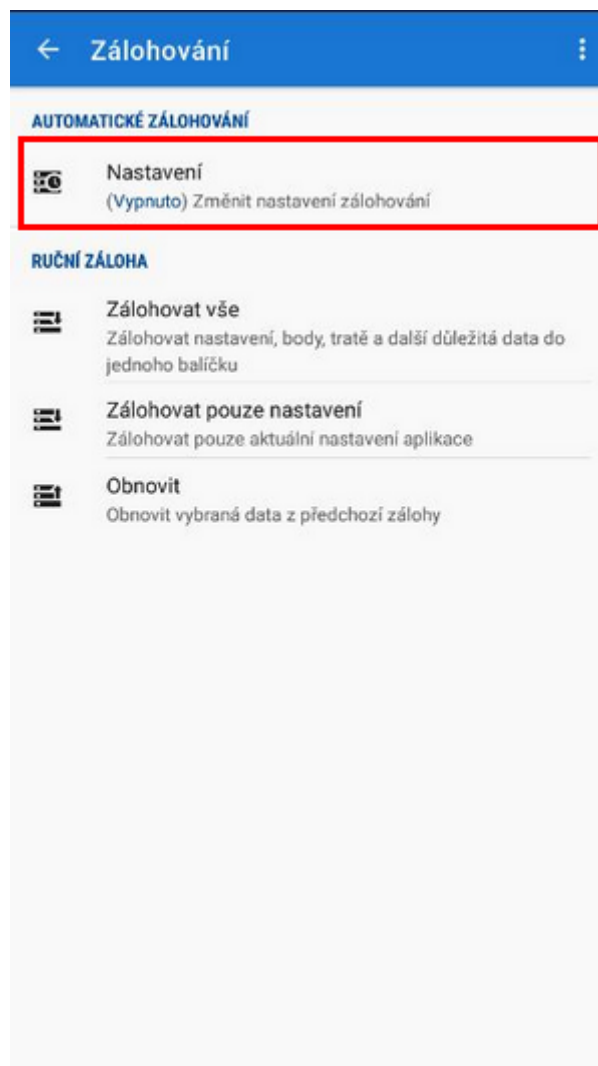 Zálohování
AUTOMATICKÉ ZÁLOHOVÁNÍ
Nastavení
(Vypnuto) Změnit nastavení zálohování
RUČNÍ ZÁLOHA
Zálohovat vše
Zálohovat nastavení, body, tratě a další důležitá data do
jednoho balíčku
Zálohovat pouze nastavení
Zálohovat pouze aktuální nastavení aplikace
Obnovit
Obnovit vybraná data z předchozí zálohy